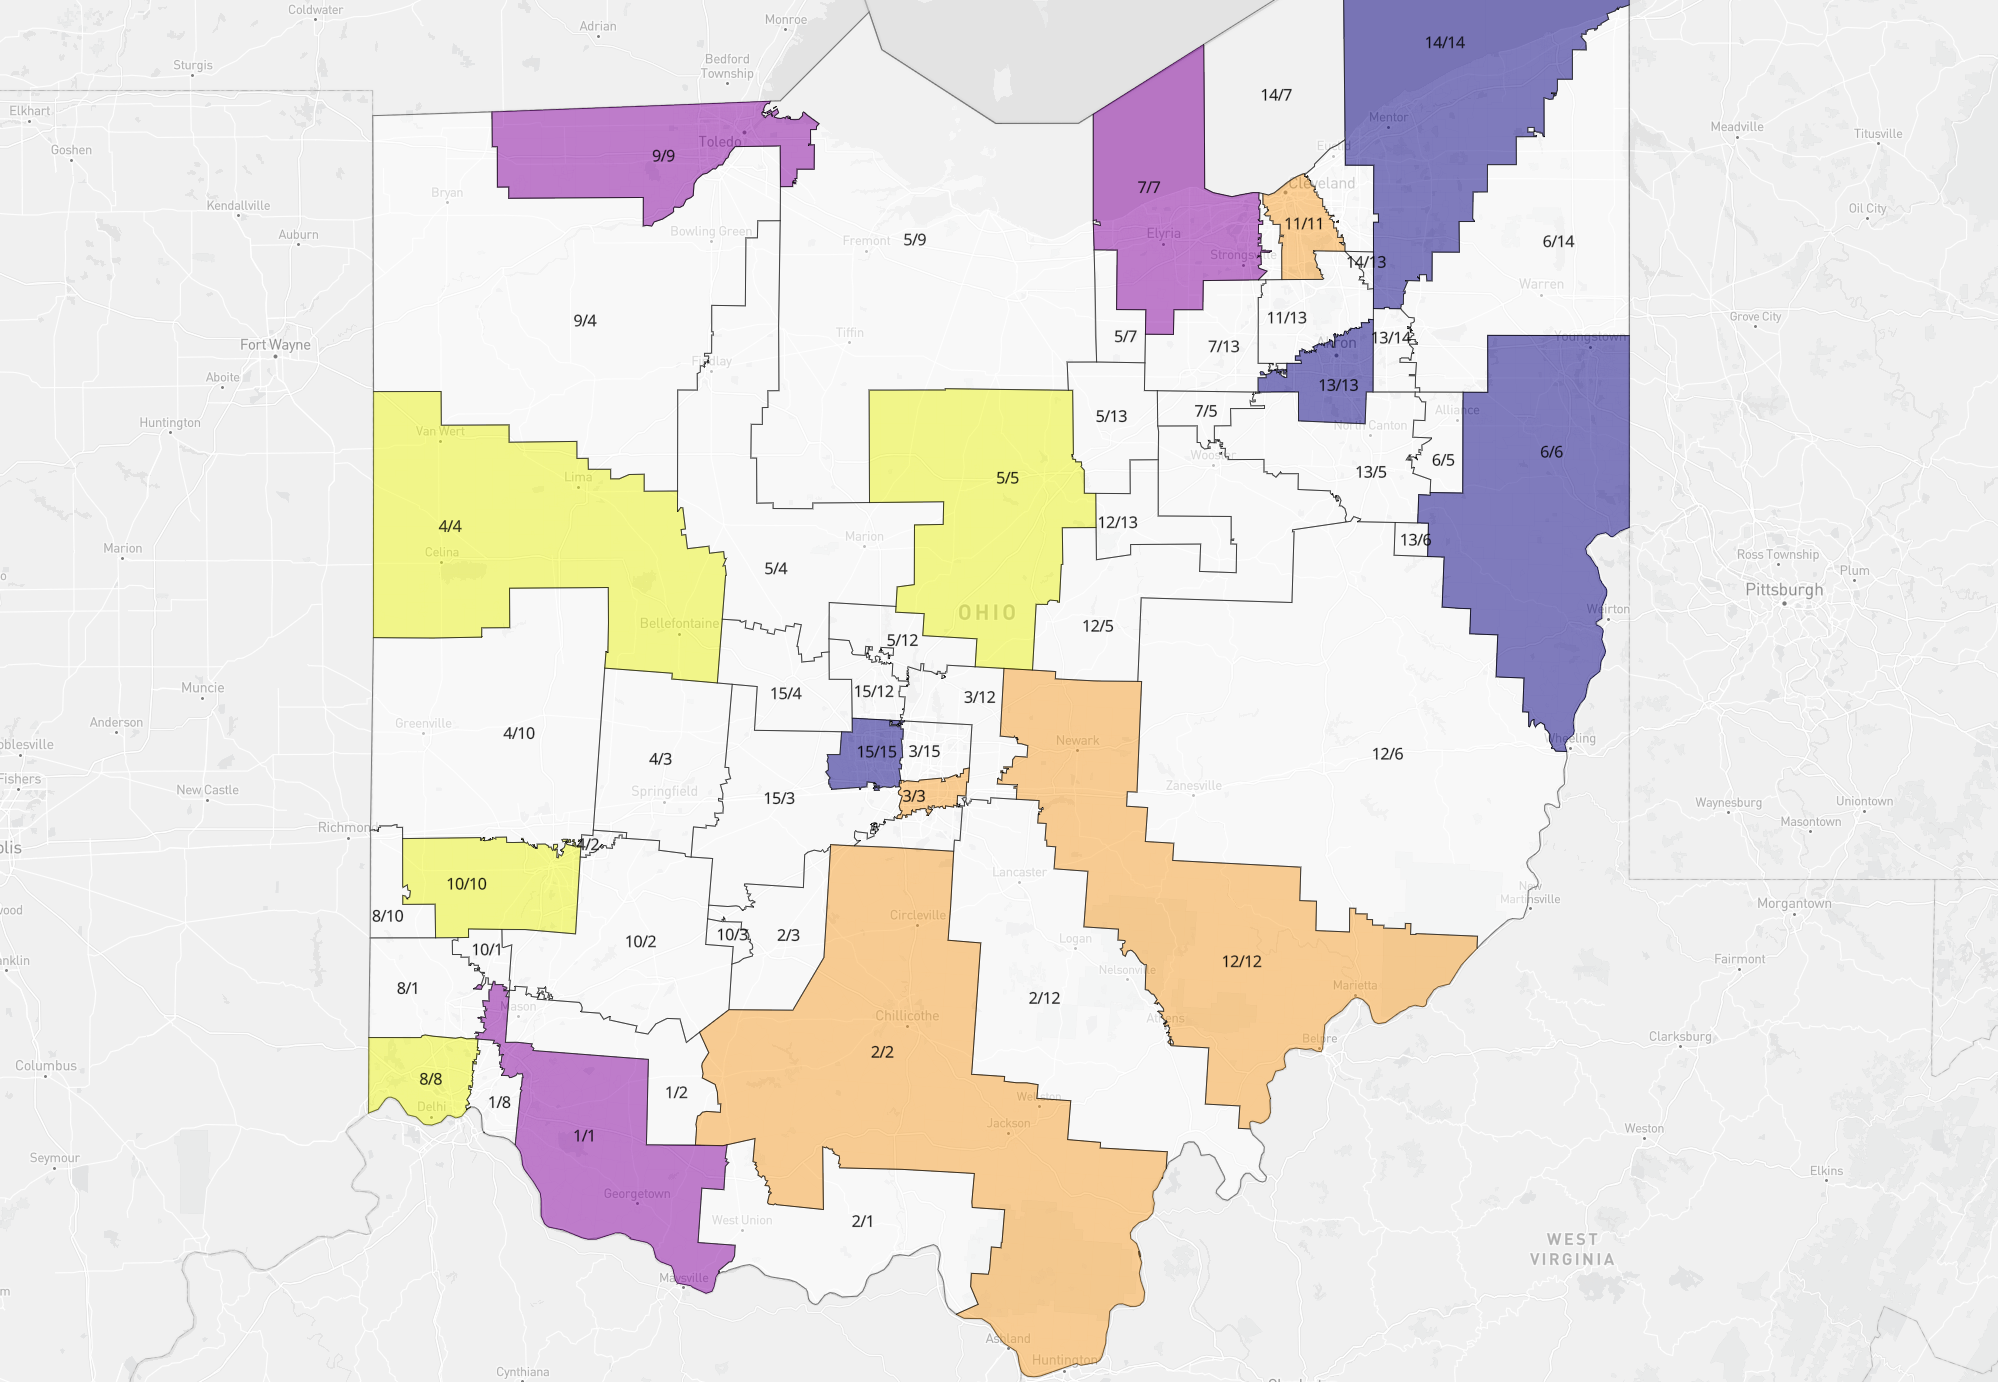 Coldwater
Monroe
Adrian
14/14
Bedford
Township
Sturgis
14/7
Elkhart
Mentor
Meadville
Titusville
Toledo
Euclid
Goshen
9/9
Cleveland
7/7
Bryan
Kendallville
Oil City
11/11
Auburn
Bowling Green
Fremont
5/9
Elyria
6/14
Strongsville
14/13
Warren
9/4
11/13
Grove City
Tiffin
5/7
7/13
Akron
13/14
Youngstown
Fort Wayne
Findlay
Aboite
13/13
Huntington
5/13
7/5
Alliance
Van Wert
North Canton
Wooster
6/5
6/6
Lima
5/5
13/5
4/4
12/13
Marion
Marion
13/6
Celina
5/4
Ross Township
Plum
Pittsburgh
OHIO
Weirton
Bellefontaine
12/5
5/12
Muncie
15/4
15/12
3/12
Anderson
Greenville
4/10
Newark
Wheeling
oblesville
15/15
3/15
12/6
4/3
Fishers
New Castle
Springfield
15/3
3/3
Zanesville
Waynesburg
Uniontown
Masontown
Richmon
4/2
olis
Lancaster
10/10
New
Martinsville
Morgantown
wood
8/10
Circleville
10/3
2/3
10/2
Logan
10/1
anklin
Nelsonville
12/12
Fairmont
8/1
Marietta
2/12
Mason
Chillicothe
Athens
Belpre
Clarksburg
2/2
Columbus
8/8
1/2
Wellston
Delhi
1/8
Jackson
Weston
1/1
Seymour
Elkins
Georgetown
West Union
2/1
WEST
VIRGINIA
Maysville
m
Ashland
Huntington
Cynthiana